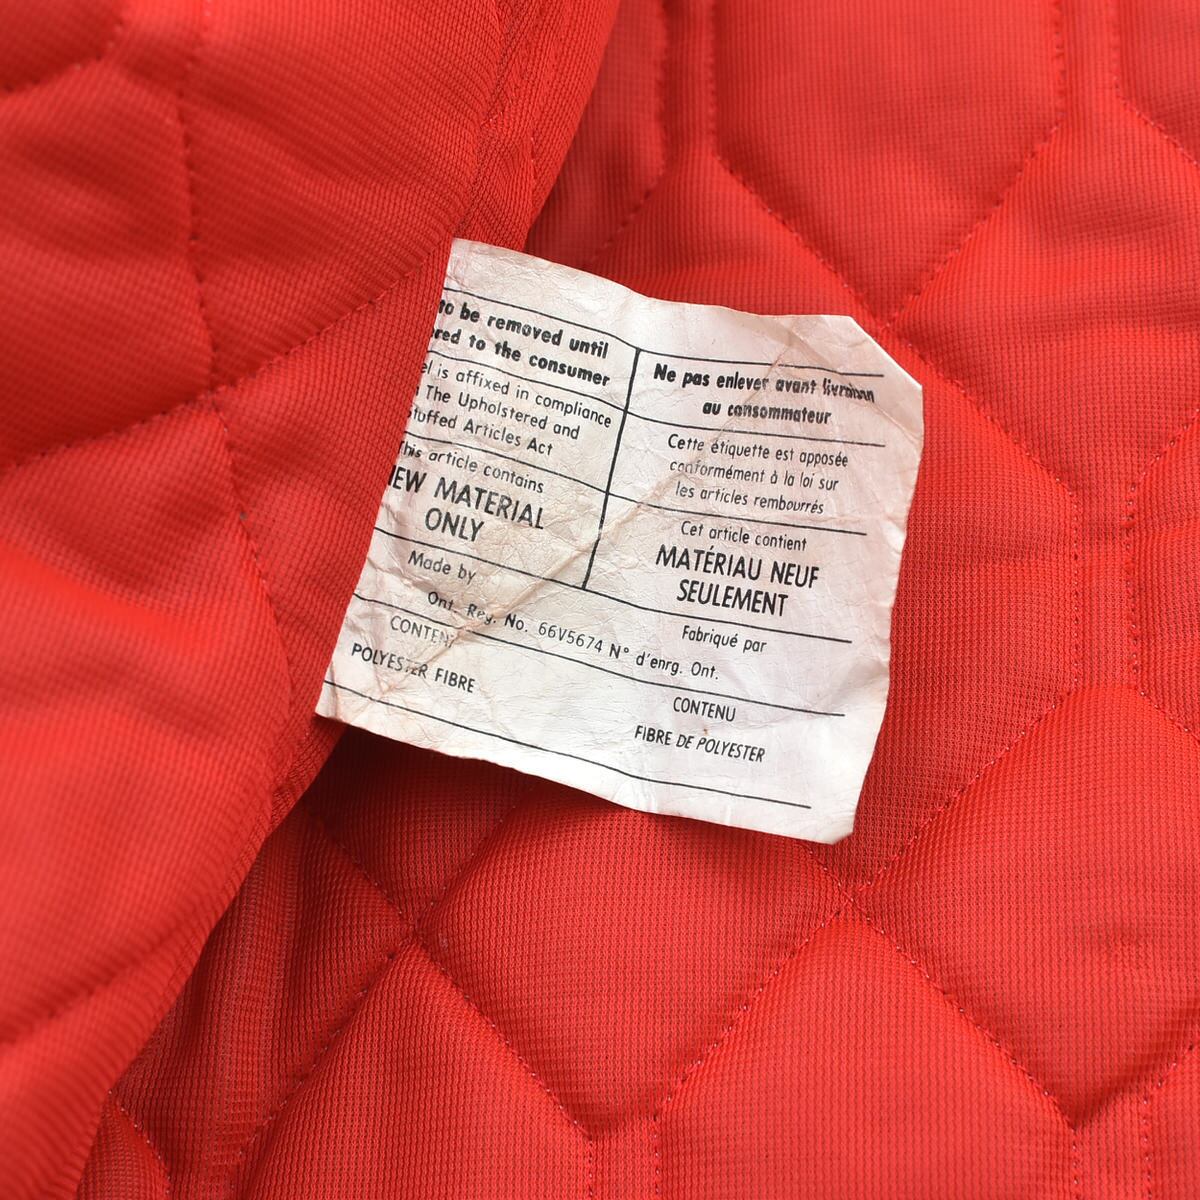 to be removed until
red to the consumer
el is affixed in compliance
The Upholstered and
tuffed Articles Act
This article contains
NEW MATERIAL
ONLY
Made by
Ont. Reg. No. 66V5674 N° d'enrg. Ont.
CONTENT
POLYESTER FIBRE
Ne pas enlever avant livraison
au consommateur
Cette étiquette est apposée
conformément à la loi sur
les articles rembourrés
Cet article contient
MATÉRIAU NEUF
SEULEMENT
Fabriqué par
CONTENU
FIBRE DE POLYESTER